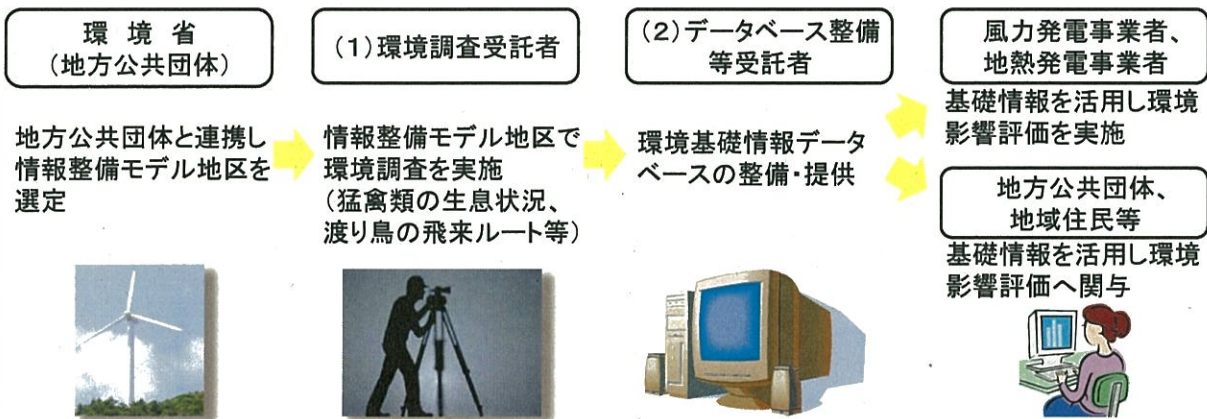 環境省
(地方公共団体)
地方公共団体と連携し
情報整備モデル地区を
選定
(1)環境調査受託者
情報整備モデル地区で
環境調査を実施
(猛禽類の生息状況、
渡り鳥の飛来ルート等)
(2)データベース整備
等受託者
環境基礎情報データ
ベースの整備・提供
風力発電事業者、
地熱発電事業者
基礎情報を活用し環境
影響評価を実施
地方公共団体、
地域住民等
基礎情報を活用し環境
影響評価へ関与